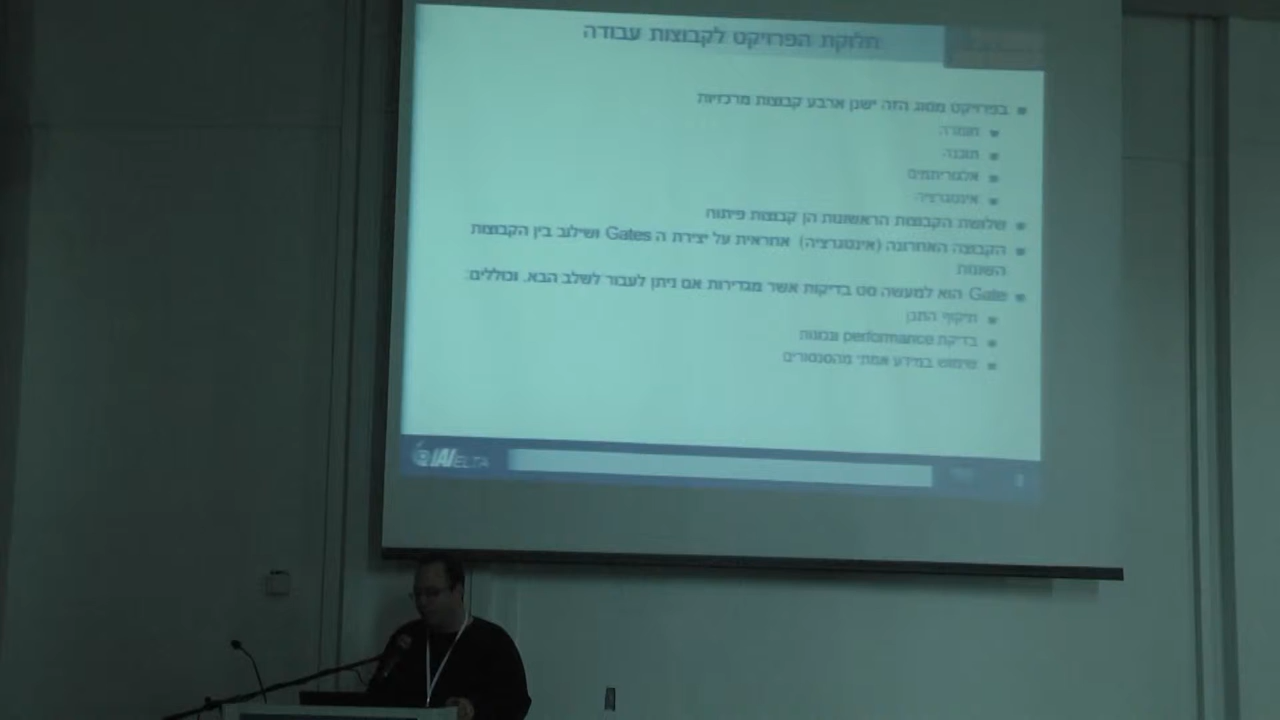 חלוקת הפרויקט לקבוצות עבודה
בפרויקט מסוג הזה ישנן ארבע קבוצות מרכזיות
חומרה
תוכנה
אלגוריתמים
אינטגרציה
שלושת הקבוצות הראשונות הן קבוצות פיתוח
הקבוצה האחרונה (אינטגרציה) אחראית על יצירת ה Gates ושילוב בין הקבוצות
השונות
Gate הוא למעשה סט בדיקות אשר מגדירות אם ניתן לעבור לשלב הבא, וכוללים:
תיקוף התכן
בדיקת performance ונכונות
שימוש במידע אמתי מהסנסורים
IAI ELTA